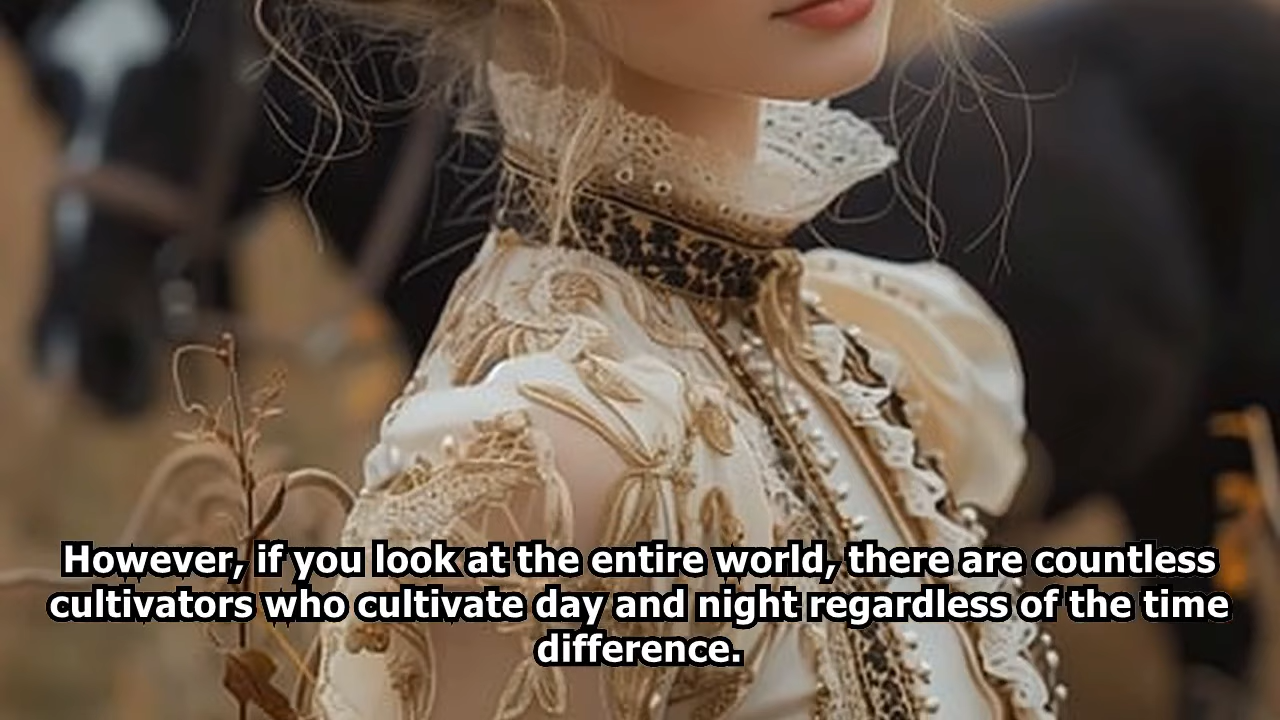 However, if you look at the entire world, there are countless
cultivators who cultivate day and night regardless of the time
difference.